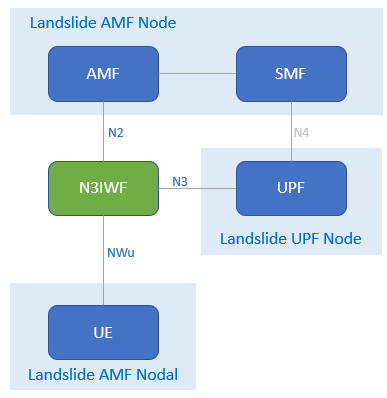 Landslide AMF Node
AMF
SMF
N2
N4
N3IWF
N3
UPF
Landslide UPF Node
NWu
UE
Landslide AMF Nodal